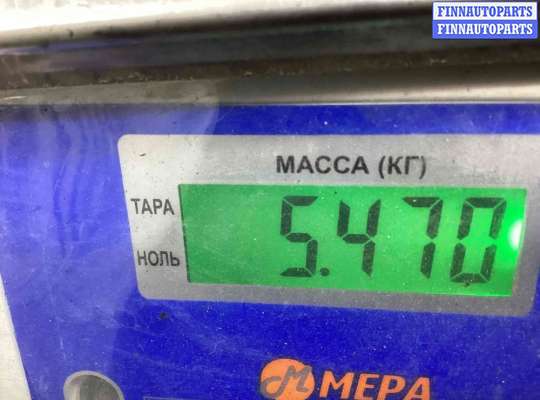 FINNAUTOPARTS
FINNAUTOPARTS
МАССА (КГ)
ТАРА
5.470
НОЛЬ
МЕРА